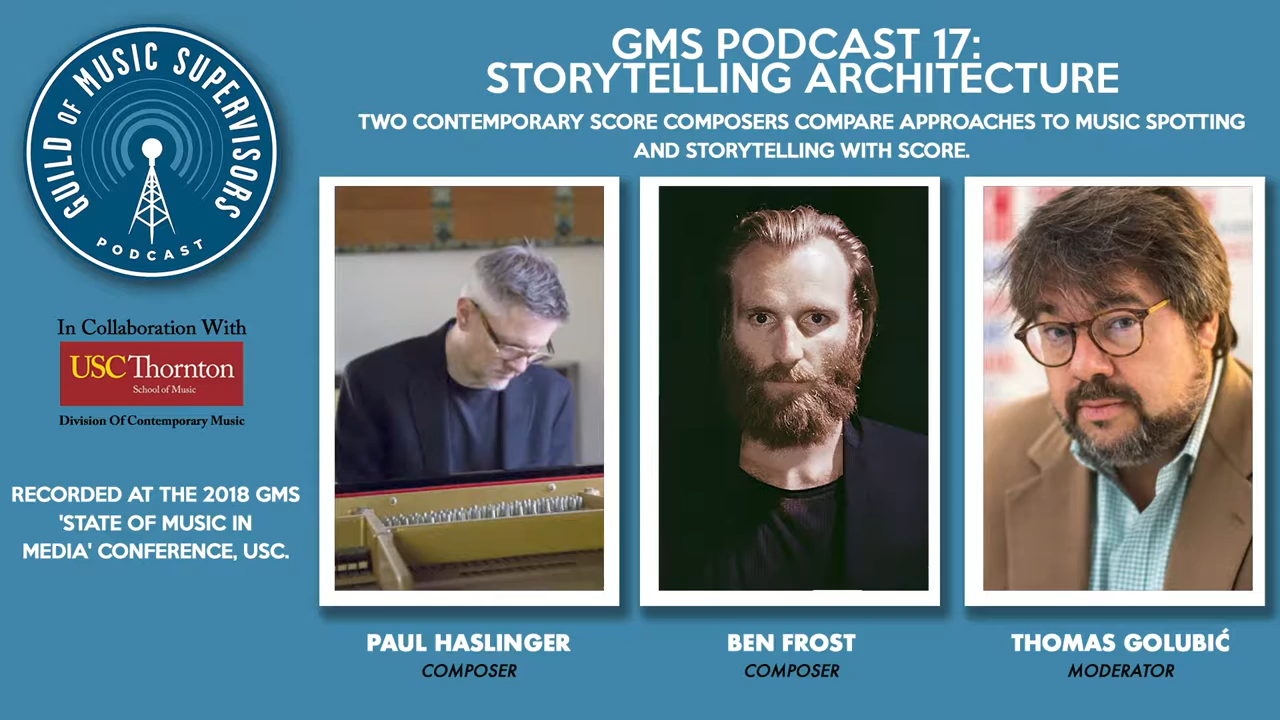 GUILD OF MUSIC SUPERVISORS
PODCAST
In Collaboration With
USC Thornton
School of Music
Division Of Contemporary Music
RECORDED AT THE 2018 GMS
'STATE OF MUSIC IN
MEDIA' CONFERENCE, USC.
GMS PODCAST 17:
STORYTELLING ARCHITECTURE
TWO CONTEMPORARY SCORE COMPOSERS COMPARE APPROACHES TO MUSIC SPOTTING
AND STORYTELLING WITH SCORE.
PAUL HASLINGER
COMPOSER
BEN FROST
COMPOSER
THOMAS GOLUBIĆ
MODERATOR